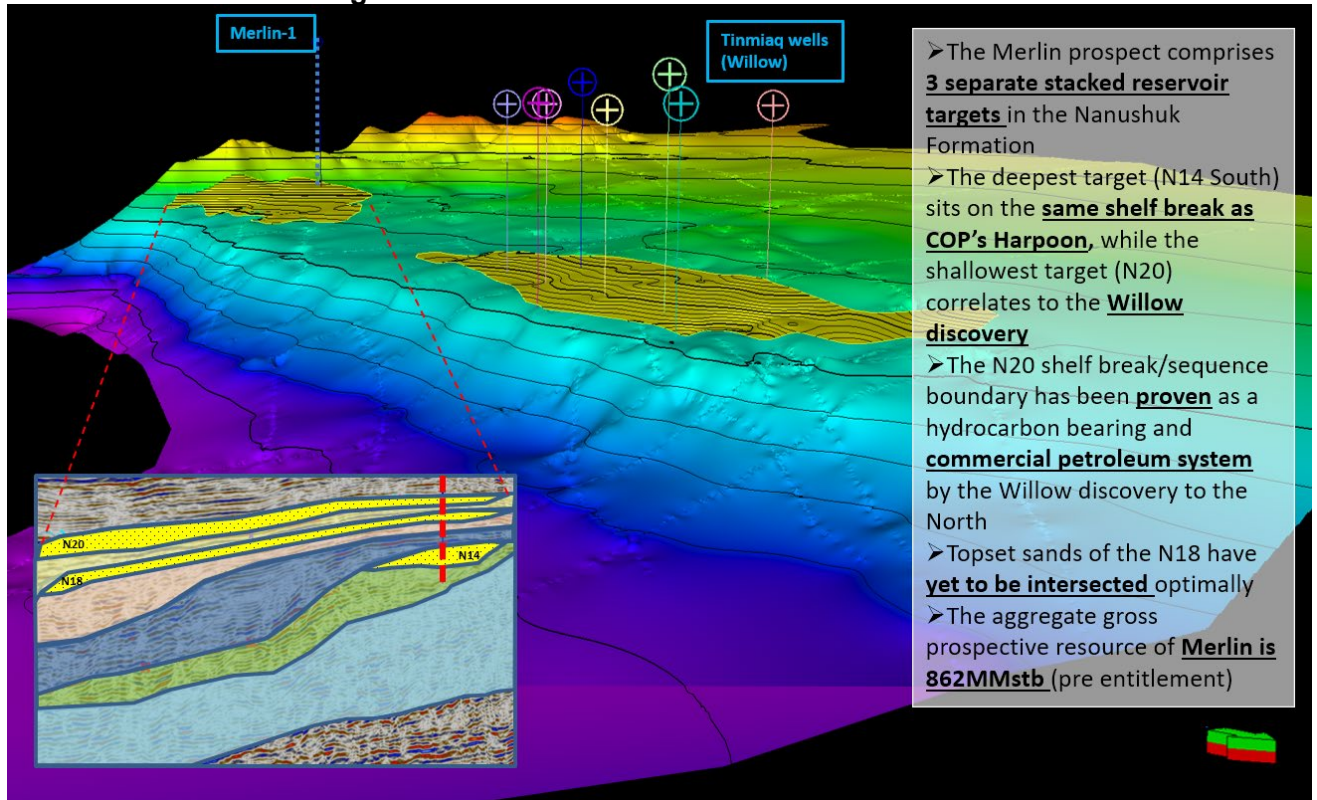 Merlin-1
Tinmiaq wells
(Willow)
➢The Merlin prospect comprises
3 separate stacked reservoir
targets in the Nanushuk
Formation
➢The deepest target (N14 South)
sits on the same shelf break as
COP’s Harpoon, while the
shallowest target (N20)
correlates to the Willow
discovery
➢The N20 shelf break/sequence
boundary has been proven as a
hydrocarbon bearing and
commercial petroleum system
by the Willow discovery to the
North
➢Topset sands of the N18 have
yet to be intersected optimally
➢The aggregate gross
prospective resource of Merlin is
862MMstb (pre entitlement)
N20
N18
N14